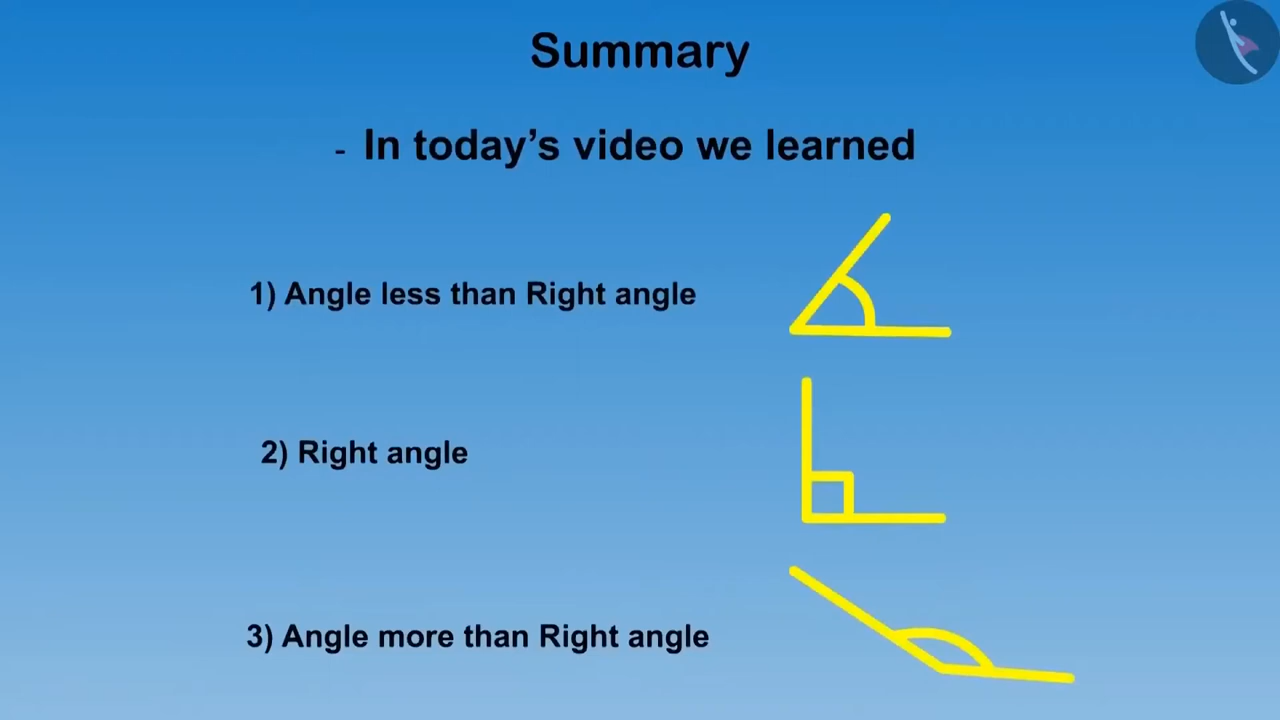 Summary
- In today's video we learned
1) Angle less than Right angle
2) Right angle
3) Angle more than Right angle